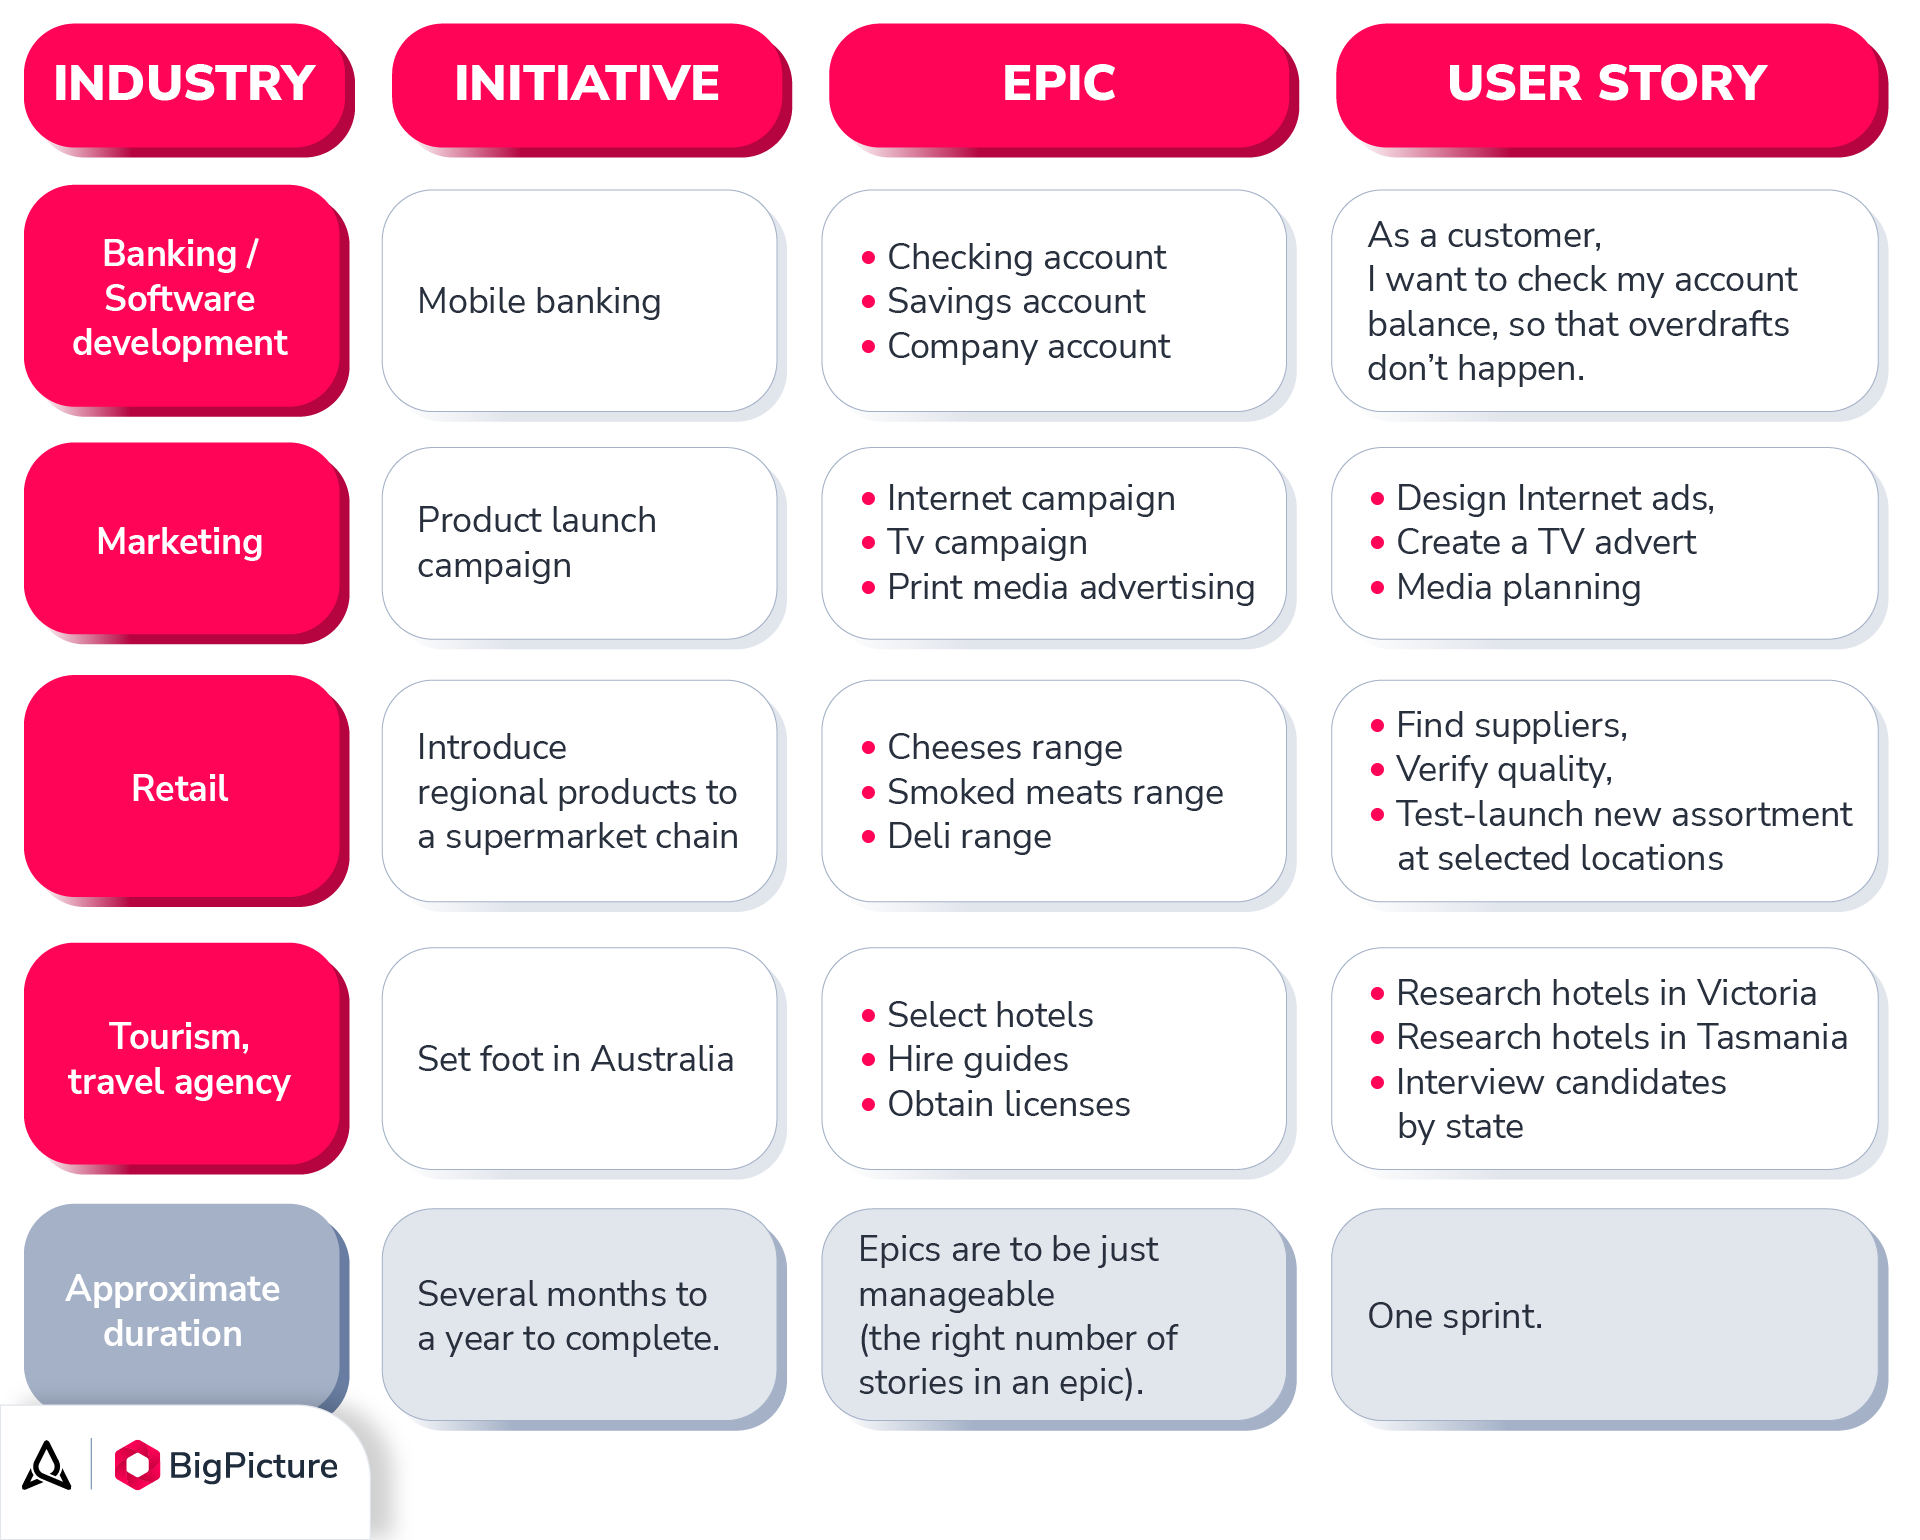 INDUSTRY
INITIATIVE
EPIC
USER STORY
Banking /
Software
development
Mobile banking
• Checking account
• Savings account
• Company account
As a customer,
I want to check my account
balance, so that overdrafts
don’t happen.
Marketing
Product launch
campaign
• Internet campaign
• Tv campaign
• Print media advertising
• Design Internet ads,
• Create a TV advert
• Media planning
Retail
Introduce
regional products to
a supermarket chain
• Cheeses range
• Smoked meats range
• Deli range
• Find suppliers,
• Verify quality,
• Test-launch new assortment
at selected locations
Tourism,
travel agency
Set foot in Australia
• Select hotels
• Hire guides
• Obtain licenses
• Research hotels in Victoria
• Research hotels in Tasmania
• Interview candidates
by state
Approximate
duration
Several months to
a year to complete.
Epics are to be just
manageable
(the right number of
stories in an epic).
One sprint.
BigPicture